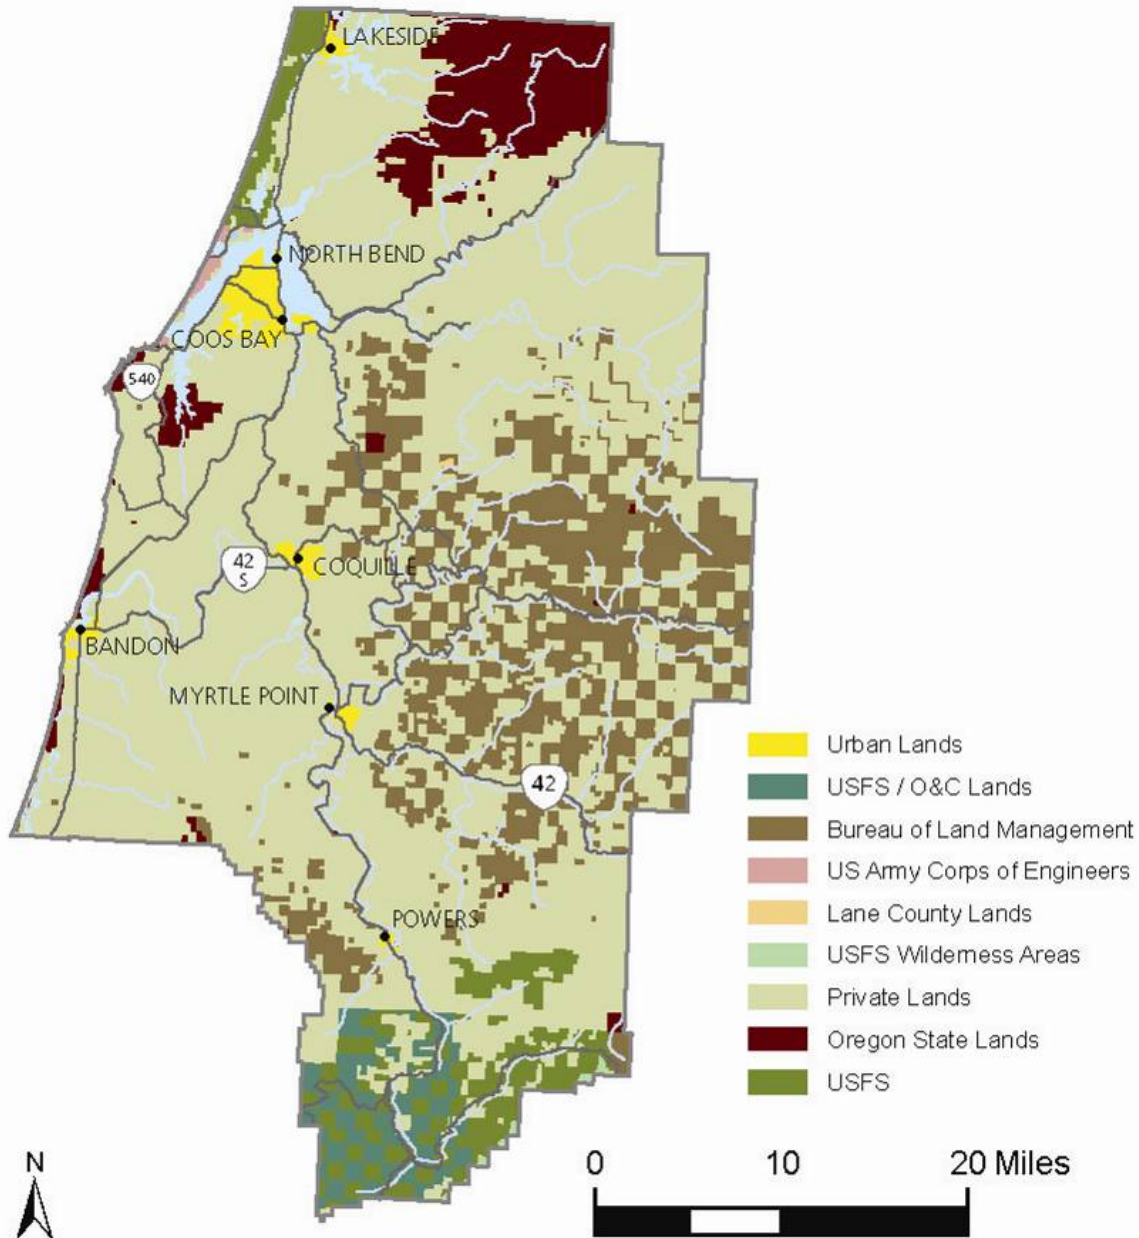 LAKESIDE
NORTH BEND
COOS BAY
540
42
S
COQUILLE
BANDON
MYRTLE POINT
42
POWERS
Urban Lands
USFS / O&C Lands
Bureau of Land Management
US Army Corps of Engineers
Lane County Lands
USFS Wilderness Areas
Private Lands
Oregon State Lands
USFS
N
0 10 20 Miles